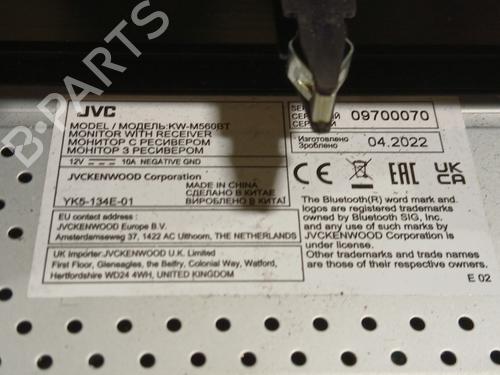 JVC
MODEL / МОДЕЛЬ:KW-M560BT
MONITOR WITH RECEIVER
МОНИТОР С РЕСИВЕРОМ
МОНІТОР З РЕСИВЕРОМ
12V 10A NEGATIVE GND
JVCKENWOOD Corporation
MADE IN CHINA
СДЕЛАНО В КИТАЕ
ВИРОБЛЕНО В КИТАЇ
YK5-134E-01
EU contact address :
JVCKENWOOD Europe B.V.
Amsterdamseweg 37, 1422 AC Uithoorn, THE NETHERLANDS
UK Importer:JVCKENWOOD U.K. Limited
First Floor, Gleneagles, the Belfry, Colonial Way, Watford,
Hertfordshire WD24 4WH, UNITED KINGDOM
09700070
Изготовлено
Зроблено
04.2022
CE EAC UKCA
The Bluetooth(R) word mark and
logos are registered trademarks
owned by Bluetooth SIG, Inc.
and any use of such marks by
JVCKENWOOD Corporation is
under license.
Other trademarks and trade names
are those of their respective owners.
E 02
B-PARTS